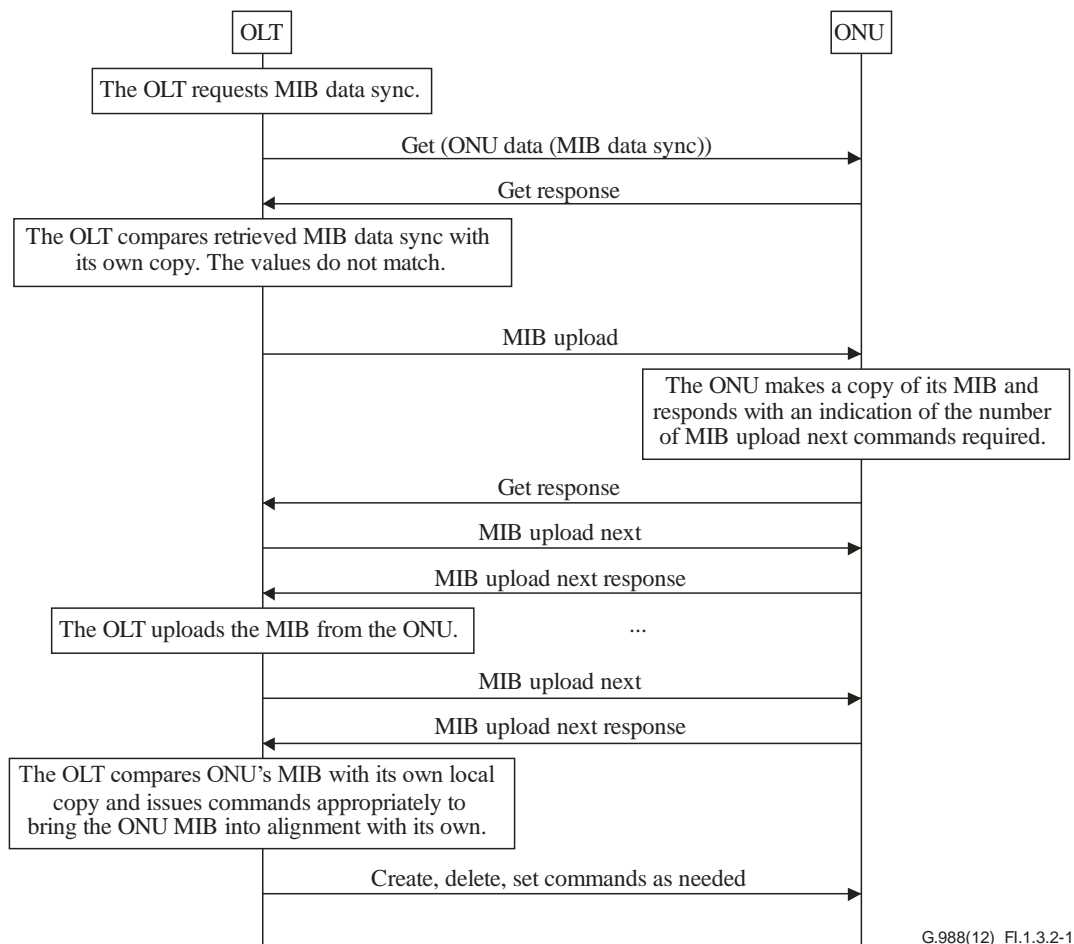 OLT
ONU
The OLT requests MIB data sync.
Get (ONU data (MIB data sync))
Get response
The OLT compares retrieved MIB data sync with
its own copy. The values do not match.
MIB upload
The ONU makes a copy of its MIB and
responds with an indication of the number
of MIB upload next commands required.
Get response
MIB upload next
MIB upload next response
The OLT uploads the MIB from the ONU.
...
MIB upload next
MIB upload next response
The OLT compares ONU’s MIB with its own local
copy and issues commands appropriately to
bring the ONU MIB into alignment with its own.
Create, delete, set commands as needed
G.988(12)_FI.1.3.2-1